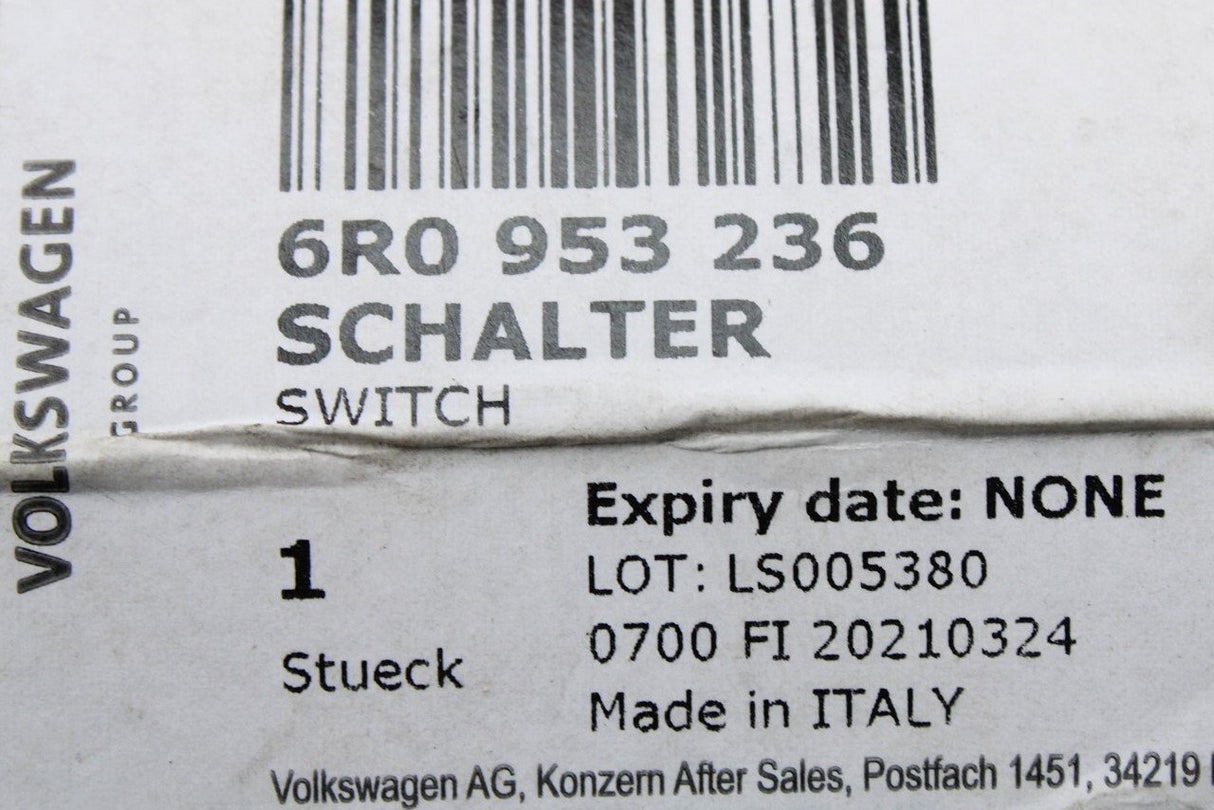 VOLKSWAGEN
GROUP
6R0 953 236
SCHALTER
SWITCH
1
Stueck
Expiry date: NONE
LOT: LS005380
0700 FI 20210324
Made in ITALY
Volkswagen AG, Konzern After Sales, Postfach 1451, 34219